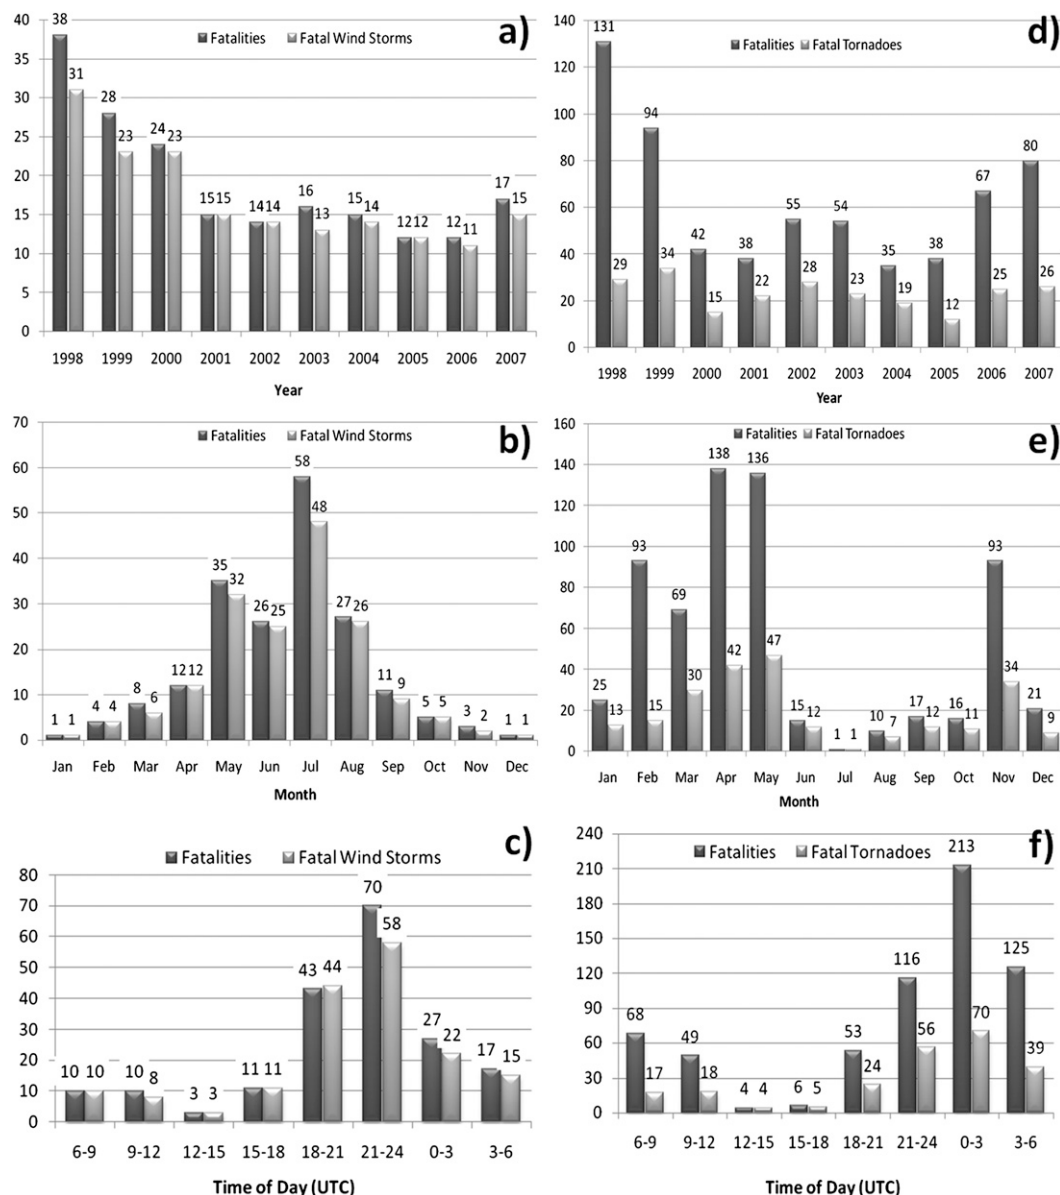 a)
Fatalities Fatal Wind Storms
40
35
30
25
20
15
10
5
0
38 31 28 23 24 23 15 15 14 14 16 13 15 14 12 12 12 11 17 15
1998 1999 2000 2001 2002 2003 2004 2005 2006 2007
Year
d)
Fatalities Fatal Tornadoes
140
120
100
80
60
40
20
0
131 29 94 34 42 15 38 22 55 28 54 23 35 19 38 12 67 25 80 26
1998 1999 2000 2001 2002 2003 2004 2005 2006 2007
Year
b)
Fatalities Fatal Wind Storms
70
60
50
40
30
20
10
0
1 1 4 4 8 6 12 12 35 32 26 25 58 48 27 26 11 9 5 5 3 2 1 1
Jan Feb Mar Apr May Jun Jul Aug Sep Oct Nov Dec
Month
e)
Fatalities Fatal Tornadoes
160
140
120
100
80
60
40
20
0
25 13 93 15 69 30 138 42 136 47 15 12 1 1 10 7 17 12 16 11 93 34 21 9
Jan Feb Mar Apr May Jun Jul Aug Sep Oct Nov Dec
Month
c)
Fatalities Fatal Wind Storms
80
70
60
50
40
30
20
10
0
10 10 10 8 3 3 11 11 43 44 70 58 27 22 17 15
6-9 9-12 12-15 15-18 18-21 21-24 0-3 3-6
Time of Day (UTC)
f)
Fatalities Fatal Tornadoes
240
210
180
150
120
90
60
30
0
68 17 49 18 4 4 6 5 53 24 116 56 213 70 125 39
6-9 9-12 12-15 15-18 18-21 21-24 0-3 3-6
Time of Day (UTC)